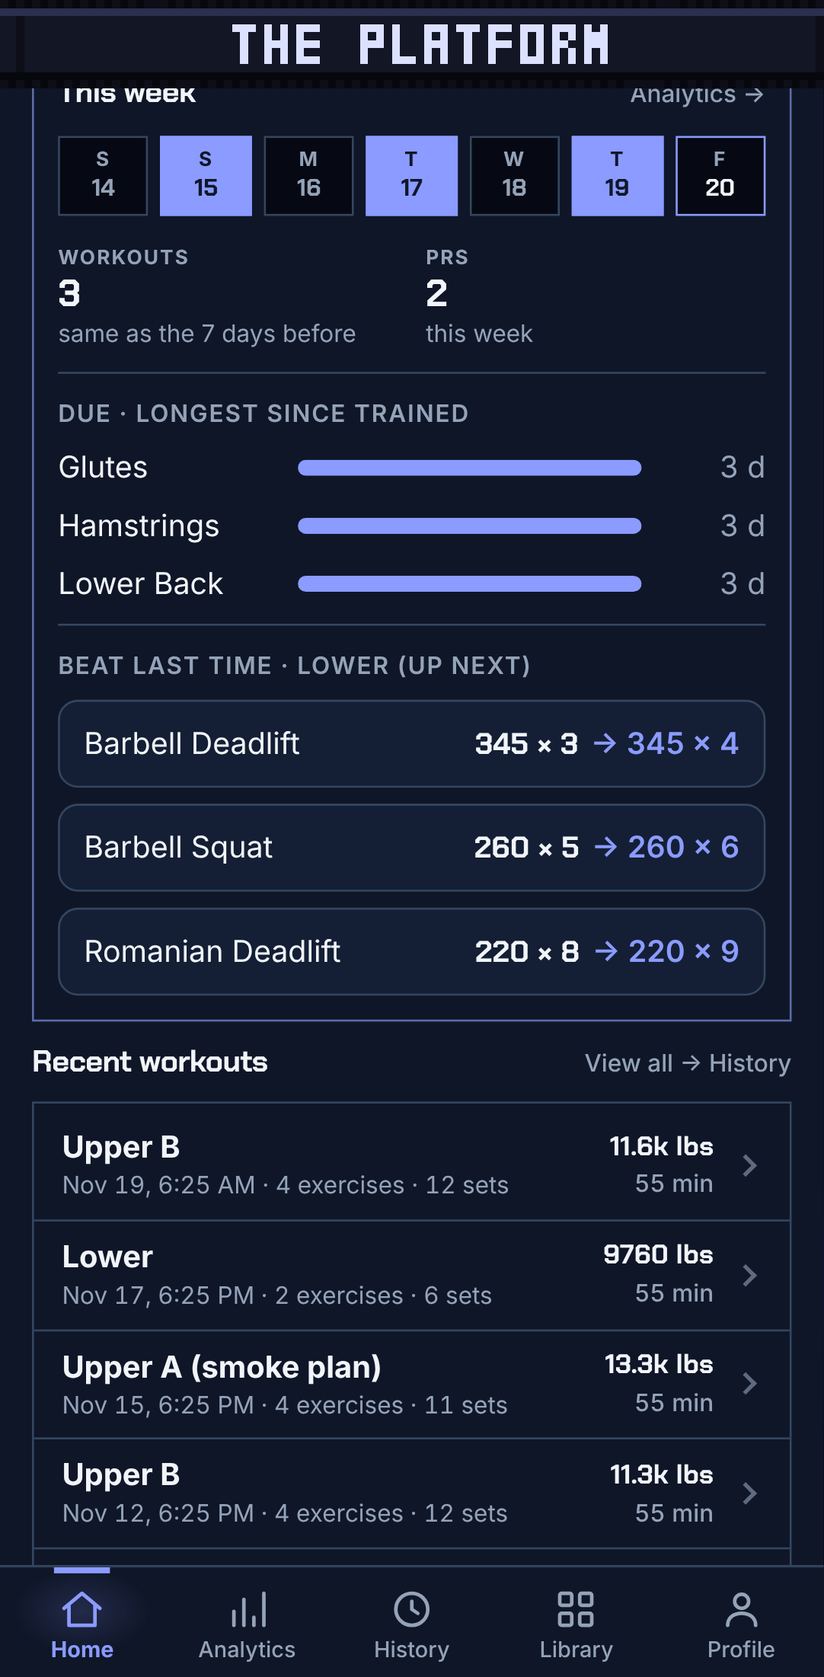 THE PLATFORM
This week
Analytics →
S S M T W T F
14 15 16 17 18 19 20
WORKOUTS
3
same as the 7 days before
PRS
2
this week
DUE · LONGEST SINCE TRAINED
Glutes 3 d
Hamstrings 3 d
Lower Back 3 d
BEAT LAST TIME · LOWER (UP NEXT)
Barbell Deadlift 345 × 3 → 345 × 4
Barbell Squat 260 × 5 → 260 × 6
Romanian Deadlift 220 × 8 → 220 × 9
Recent workouts View all → History
Upper B 11.6k lbs
Nov 19, 6:25 AM · 4 exercises · 12 sets 55 min
Lower 9760 lbs
Nov 17, 6:25 PM · 2 exercises · 6 sets 55 min
Upper A (smoke plan) 13.3k lbs
Nov 15, 6:25 PM · 4 exercises · 11 sets 55 min
Upper B 11.3k lbs
Nov 12, 6:25 PM · 4 exercises · 12 sets 55 min
Home Analytics History Library Profile